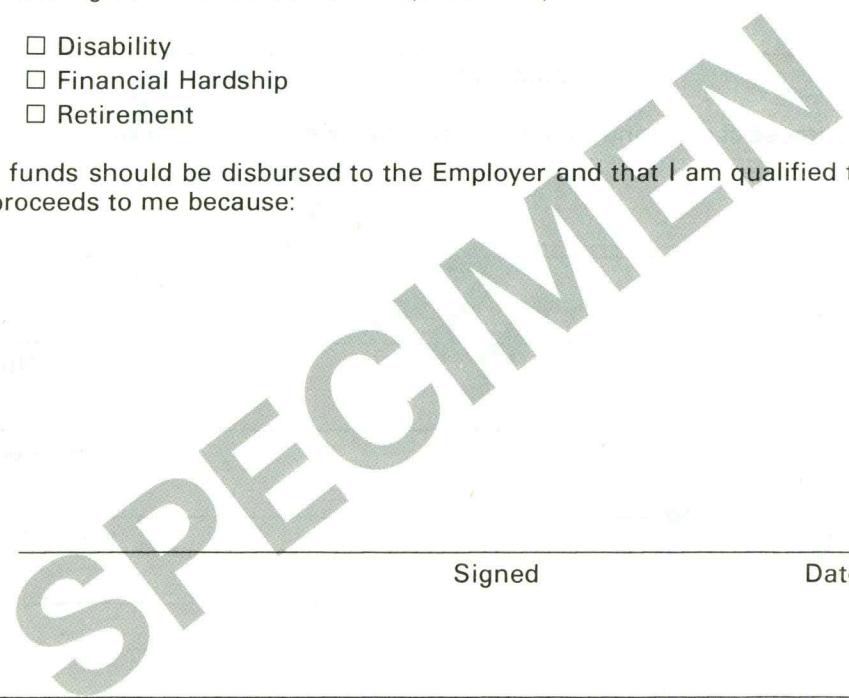 ☐ Disability
☐ Financial Hardship
☐ Retirement
funds should be disbursed to the Employer and that I am qualified
proceeds to me because:
SPECIMEN
Signed